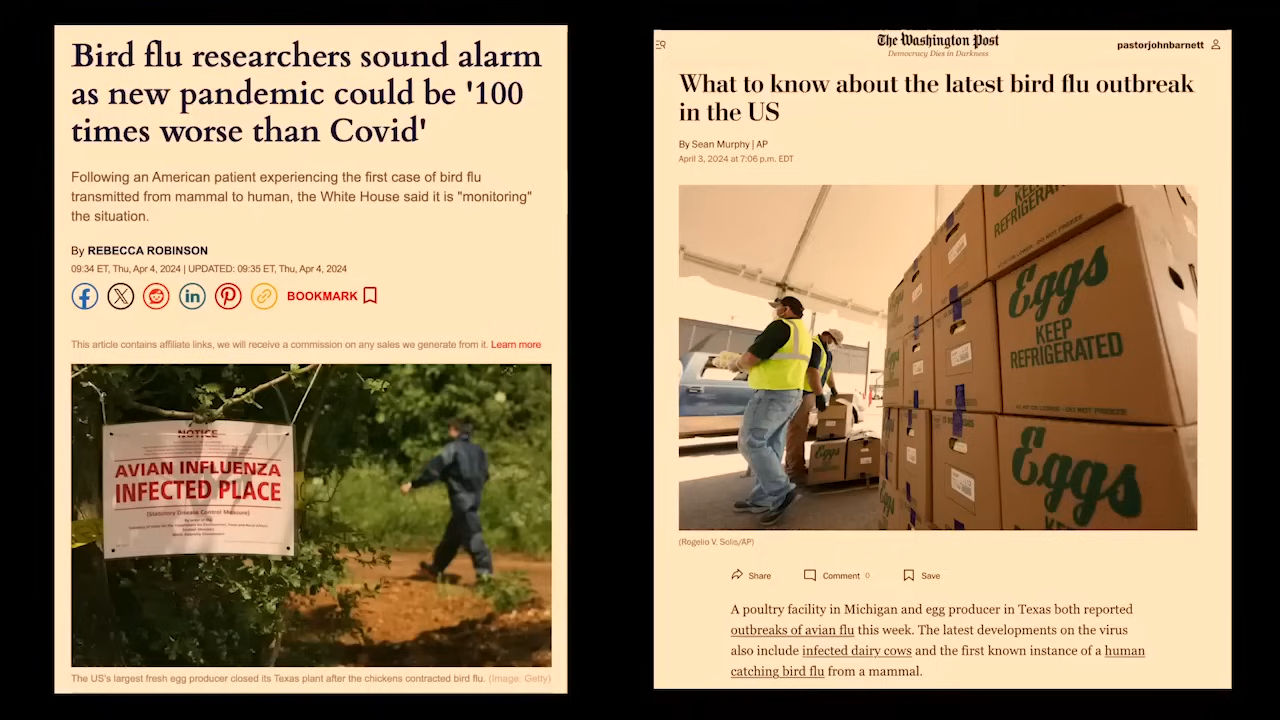 Bird flu researchers sound alarm
as new pandemic could be '100
times worse than Covid'
Following an American patient experiencing the first case of bird flu
transmitted from mammal to human, the White House said it is "monitoring"
the situation.
By REBECCA ROBINSON
09:34 ET, Thu, Apr 4, 2024 | UPDATED: 09:35 ET, Thu, Apr 4, 2024
BOOKMARK
This article contains affiliate links, we will receive a commission on any sales we generate from it. Learn more
NOTICE
AVIAN INFLUENZA
INFECTED PLACE
(Statutory Disease Control Measure)
The US's largest fresh egg producer closed its Texas plant after the chickens contracted bird flu. (Image: Getty)
The Washington Post
Democracy Dies in Darkness
pastorjohnbarnett
What to know about the latest bird flu outbreak
in the US
By Sean Murphy | AP
April 3, 2024 at 7:06 p.m. EDT
KEEP
REFRIGERATED
Eggs
KEEP
REFRIGERATED
Eggs
Eggs
(Rogelio V. Solis/AP)
Share
Comment 0
Save
A poultry facility in Michigan and egg producer in Texas both reported
outbreaks of avian flu this week. The latest developments on the virus
also include infected dairy cows and the first known instance of a human
catching bird flu from a mammal.